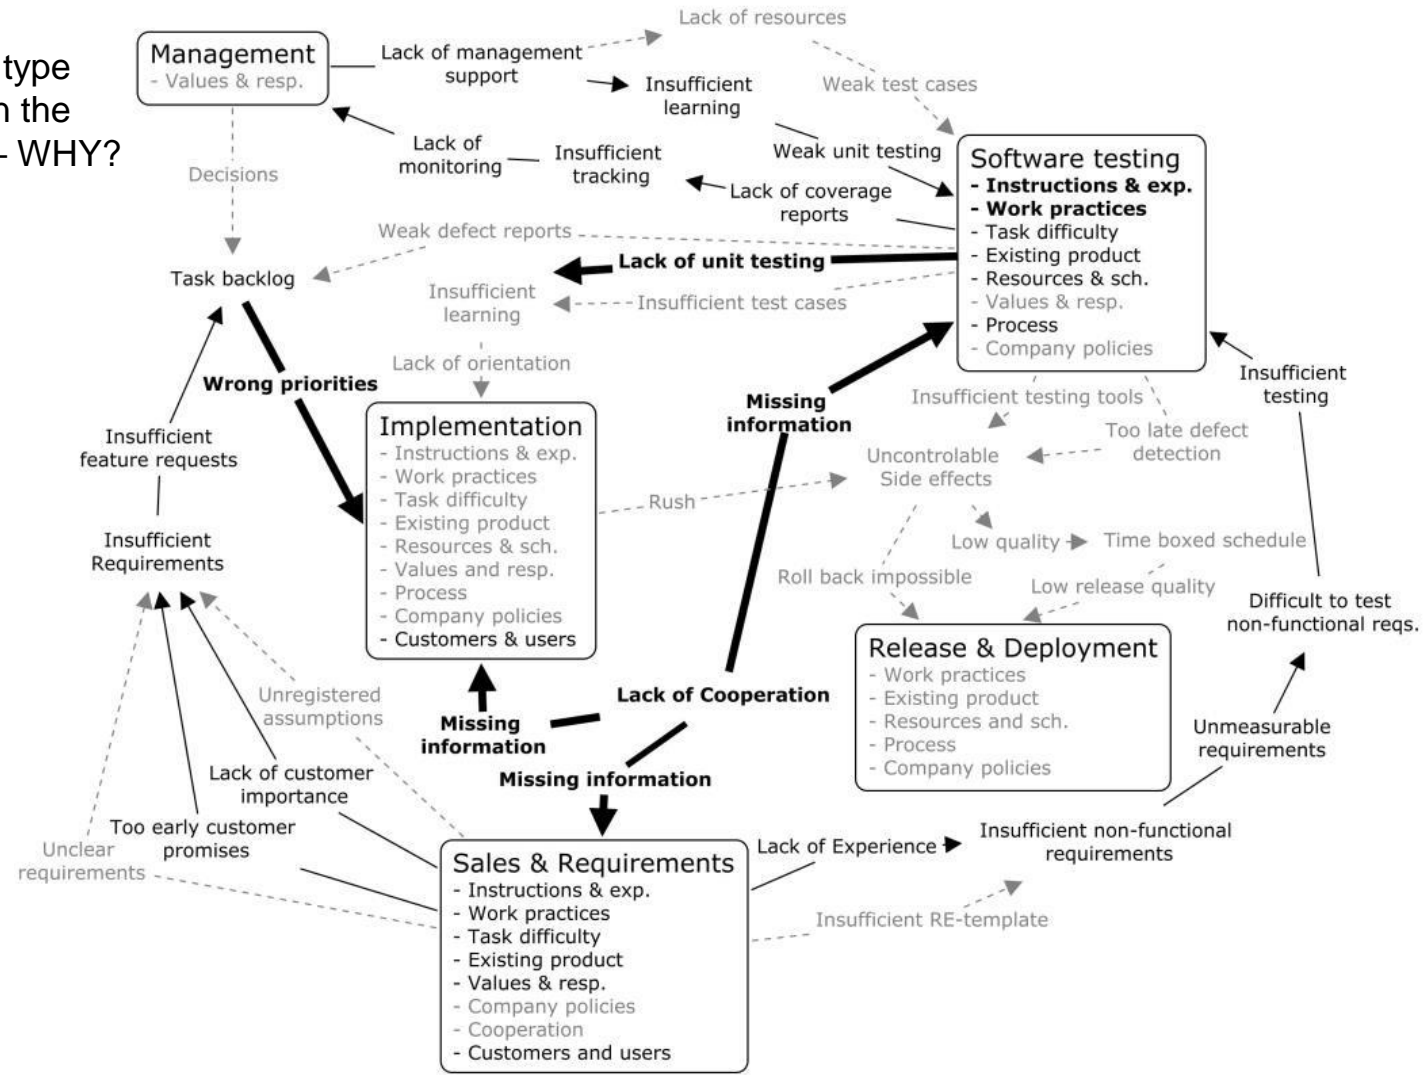 type
n the
- WHY?
Lack of resources
Management
- Values & resp.
Lack of management
support
Insufficient
learning
Weak test cases
Lack of
monitoring
Insufficient
tracking
Weak unit testing
Lack of coverage
reports
Software testing
- Instructions & exp.
- Work practices
- Task difficulty
- Existing product
- Resources & sch.
- Values & resp.
- Process
- Company policies
Decisions
Weak defect reports
Task backlog
Lack of unit testing
Insufficient
learning
Insufficient test cases
Lack of orientation
Wrong priorities
Missing
information
Insufficient testing tools
Insufficient
testing
Implementation
- Instructions & exp.
- Work practices
- Task difficulty
- Existing product
- Resources & sch.
- Values and resp.
- Process
- Company policies
- Customers & users
Insufficient
feature requests
Too late defect
detection
Uncontrolable
Side effects
Rush
Insufficient
Requirements
Low quality
Time boxed schedule
Roll back impossible
Low release quality
Difficult to test
non-functional reqs.
Release & Deployment
- Work practices
- Existing product
- Resources and sch.
- Process
- Company policies
Unregistered
assumptions
Lack of Cooperation
Missing
information
Missing information
Unmeasurable
requirements
Lack of customer
importance
Too early customer
promises
Unclear
requirements
Sales & Requirements
- Instructions & exp.
- Work practices
- Task difficulty
- Existing product
- Values & resp.
- Company policies
- Cooperation
- Customers and users
Lack of Experience
Insufficient non-functional
requirements
Insufficient RE-template